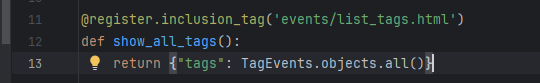 11 @register.inclusion_tag('events/list_tags.html')
12 def show_all_tags():
13     return {"tags": TagEvents.objects.all()}